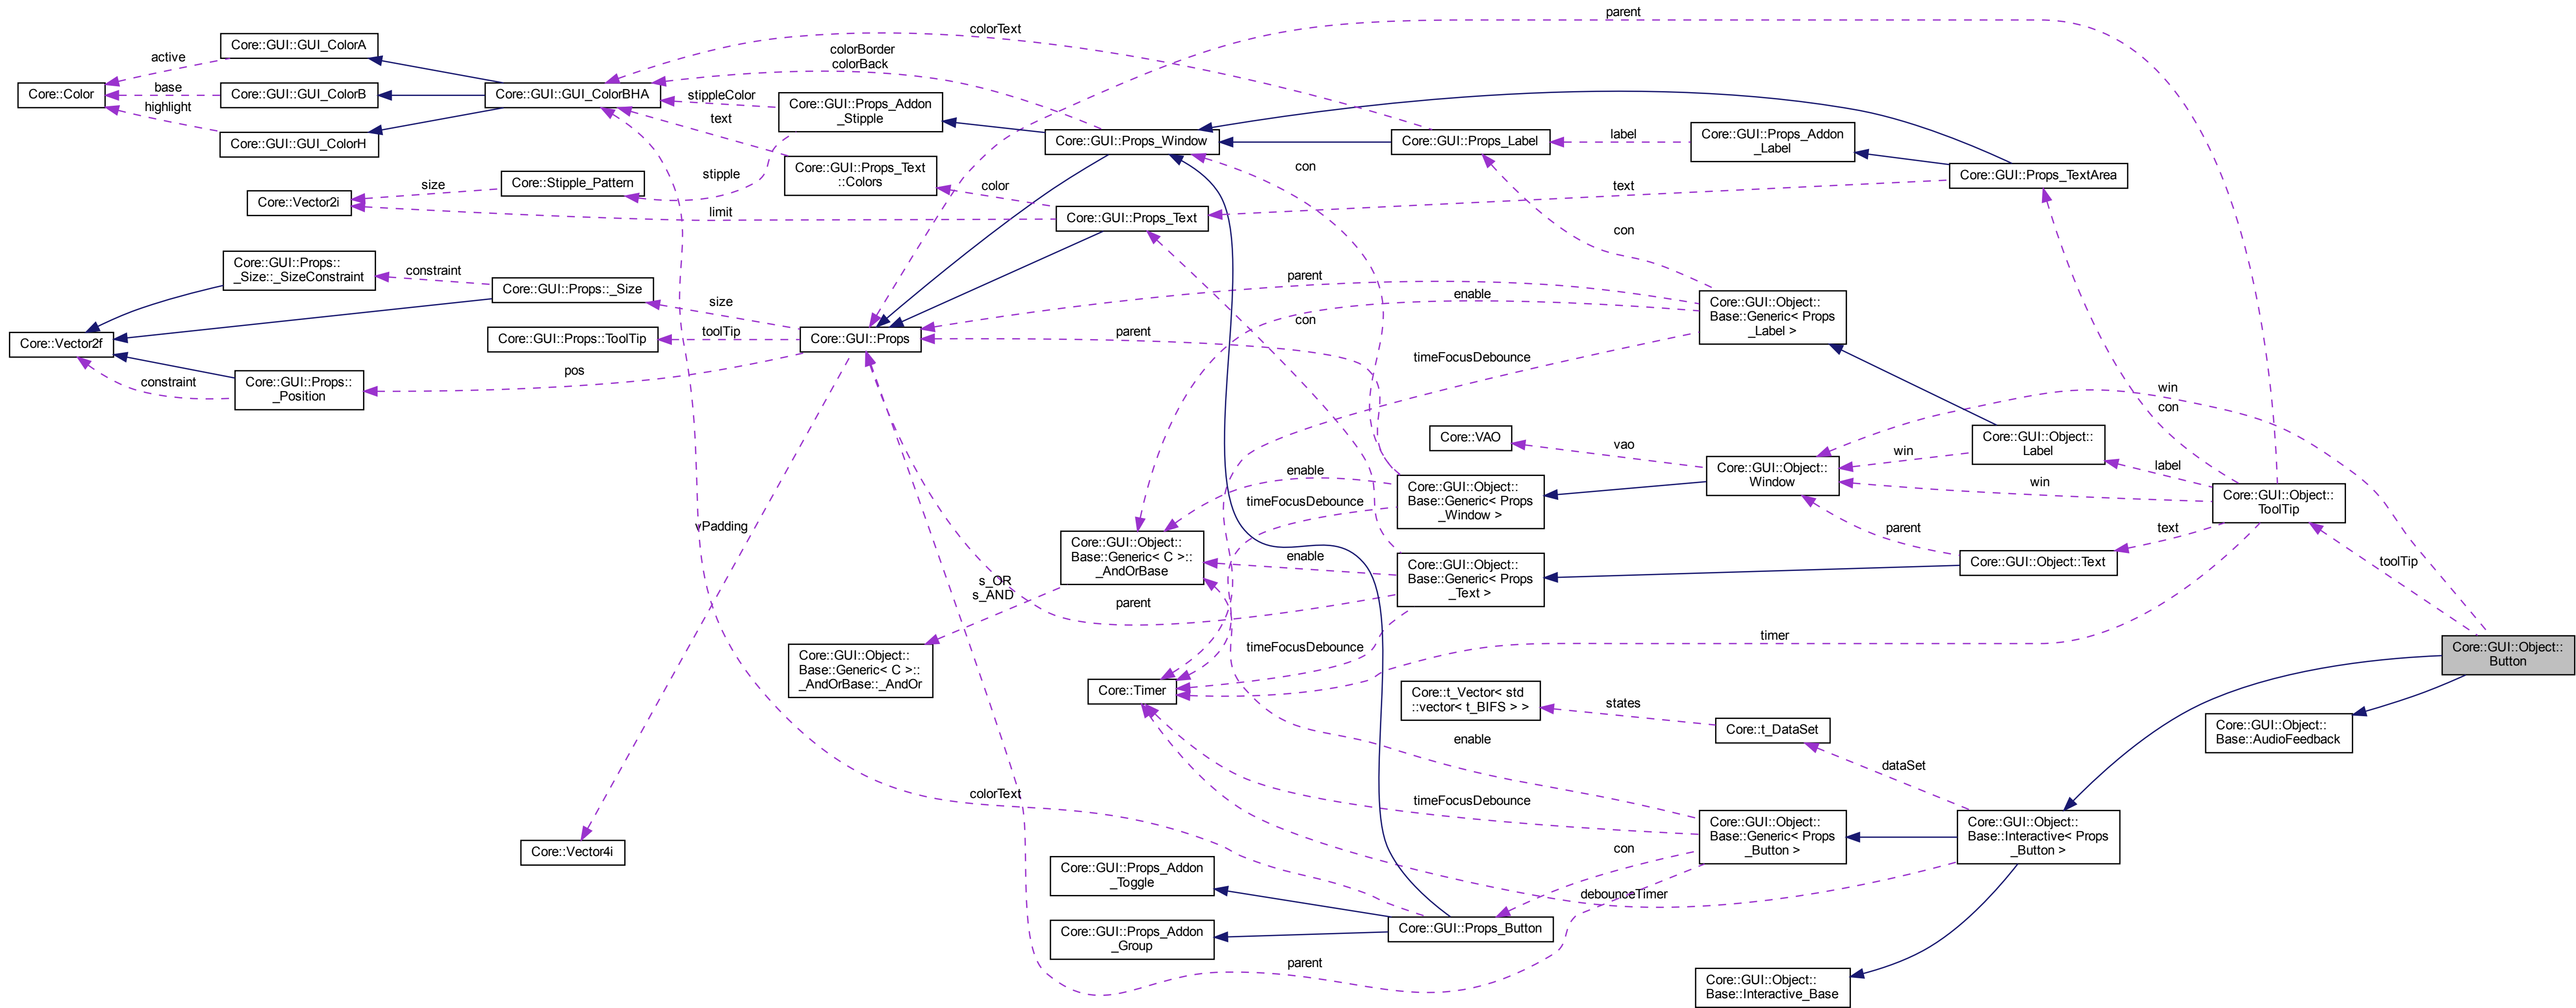 parent
colorText
Core::GUI::GUI_ColorA
colorBorder
colorBack
active
Core::Color
base
Core::GUI::GUI_ColorB
Core::GUI::GUI_ColorBHA
stippleColor
Core::GUI::Props_Addon
_Stipple
highlight
text
Core::GUI::GUI_ColorH
Core::GUI::Props_Window
Core::GUI::Props_Label
label
Core::GUI::Props_Addon
_Label
con
Core::GUI::Props_Text
::Colors
stipple
Core::GUI::Props_TextArea
size
Core::Stipple_Pattern
color
text
Core::Vector2i
limit
Core::GUI::Props_Text
con
Core::GUI::Props::
_Size::_SizeConstraint
constraint
Core::GUI::Props::_Size
parent
size
enable
Core::GUI::Object::
Base::Generic< Props
_Label >
con
Core::Vector2f
Core::GUI::Props::ToolTip
toolTip
Core::GUI::Props
parent
timeFocusDebounce
constraint
Core::GUI::Props::
_Position
pos
win
con
Core::VAO
vao
win
Core::GUI::Object::
Label
label
enable
Core::GUI::Object::
Window
win
Core::GUI::Object::
Base::Generic< Props
_Window >
Core::GUI::Object::
ToolTip
timeFocusDebounce
vPadding
parent
text
Core::GUI::Object::
Base::Generic< C >::
_AndOrBase
enable
Core::GUI::Object::
Base::Generic< Props
_Text >
Core::GUI::Object::Text
toolTip
s_OR
s_AND
parent
timer
timeFocusDebounce
Core::GUI::Object::
Base::Generic< C >::
_AndOrBase::_AndOr
Core::GUI::Object::
Button
Core::Timer
Core::t_Vector< std
::vector< t_BIFS > >
states
Core::t_DataSet
Core::GUI::Object::
Base::AudioFeedback
enable
dataSet
colorText
timeFocusDebounce
Core::GUI::Object::
Base::Generic< Props
_Button >
Core::GUI::Object::
Base::Interactive< Props
_Button >
Core::Vector4i
con
Core::GUI::Props_Addon
_Toggle
debounceTimer
Core::GUI::Props_Addon
_Group
Core::GUI::Props_Button
parent
Core::GUI::Object::
Base::Interactive_Base